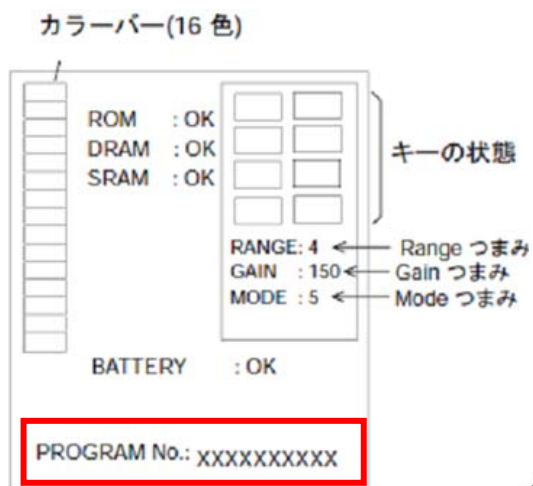 カラーバー(16 色)
ROM : OK
DRAM : OK
SRAM : OK
キーの状態
RANGE: 4 Range つまみ
GAIN : 150 Gain つまみ
MODE : 5 Mode つまみ
BATTERY : OK
PROGRAM No.: XXXXXXXXXX